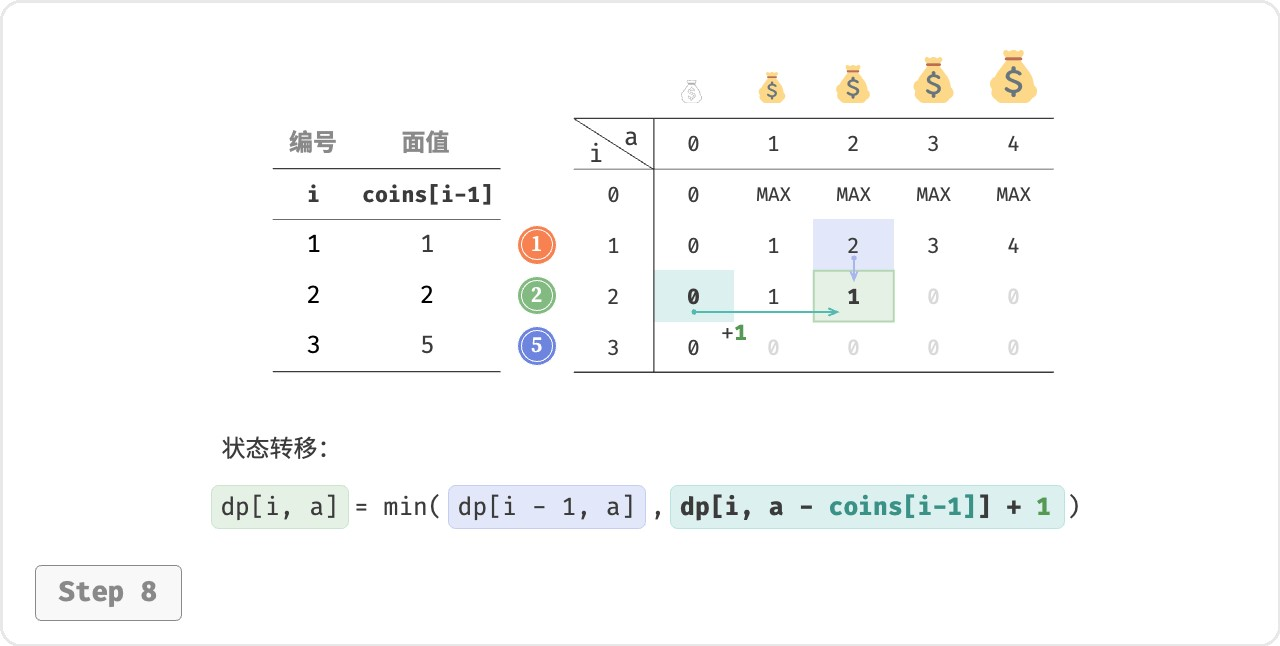 编号 面值
i coins[i-1]
1 1
2 2
3 5
1
2
5
$ $ $ $ $
i a 0 1 2 3 4
0 0 MAX MAX MAX MAX
1 0 1 2 3 4
2 0 1 1 0 0
+1
3 0 0 0 0 0
状态转移：
dp[i, a] = min( dp[i - 1, a] , dp[i, a - coins[i-1]] + 1 )
Step 8